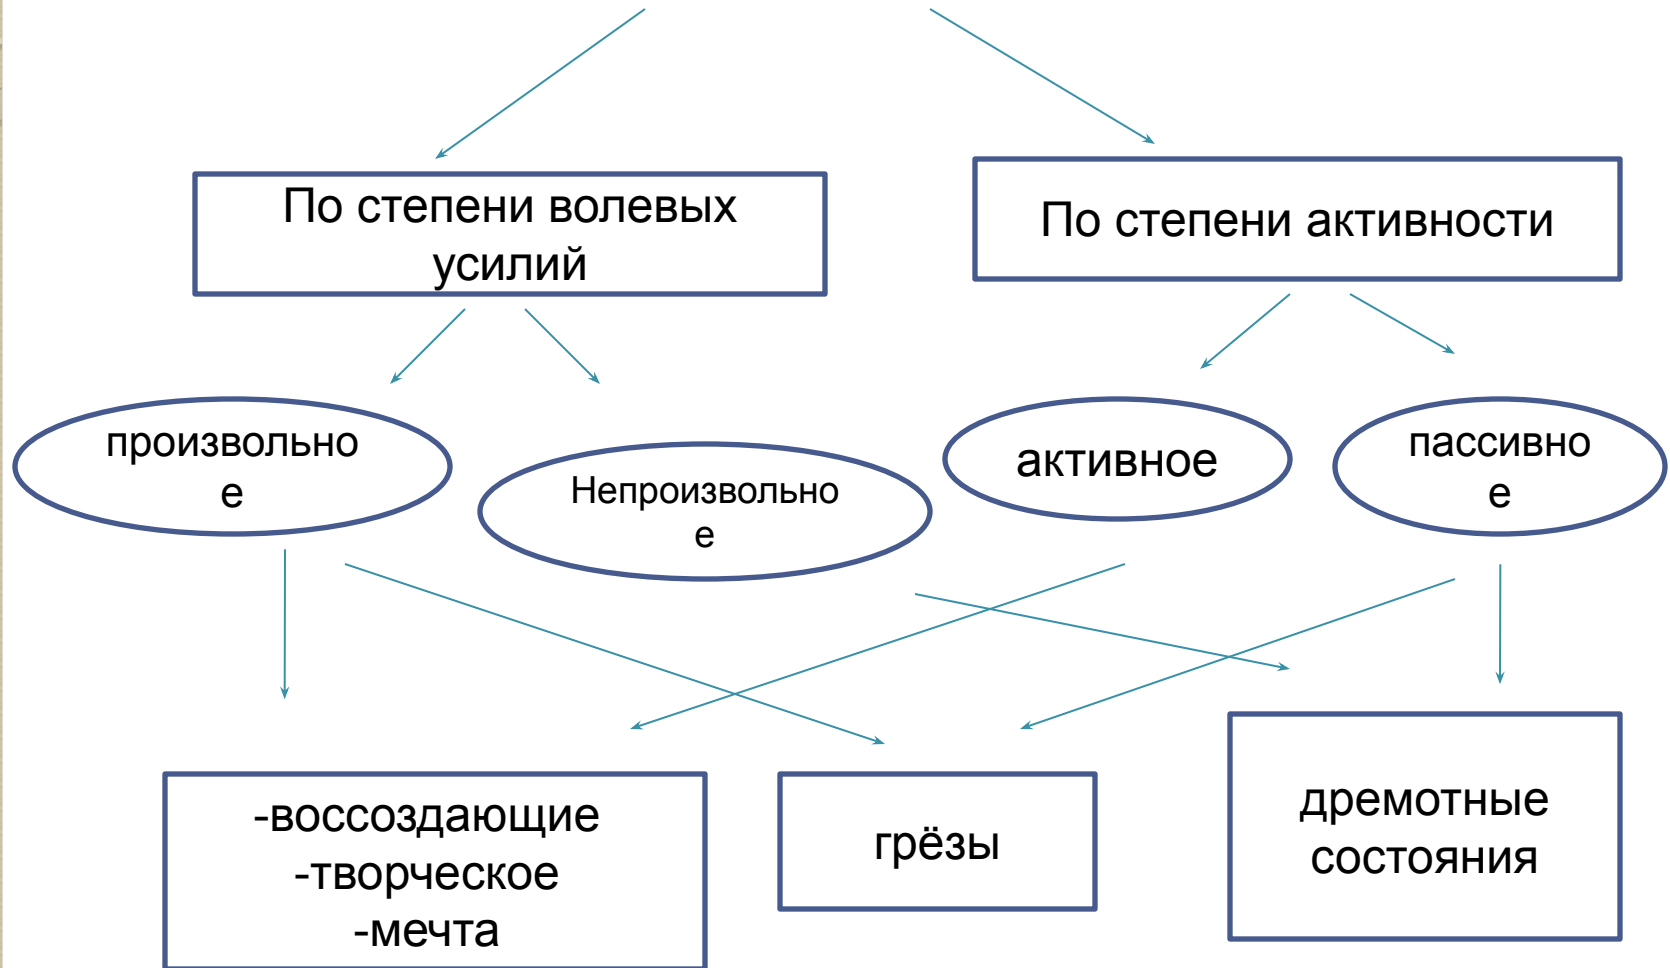 По степени волевых
усилий
По степени активности
произвольно
е
Непроизвольно
е
активное
пассивно
е
-воссоздающие
-творческое
-мечта
грёзы
дремотные
состояния